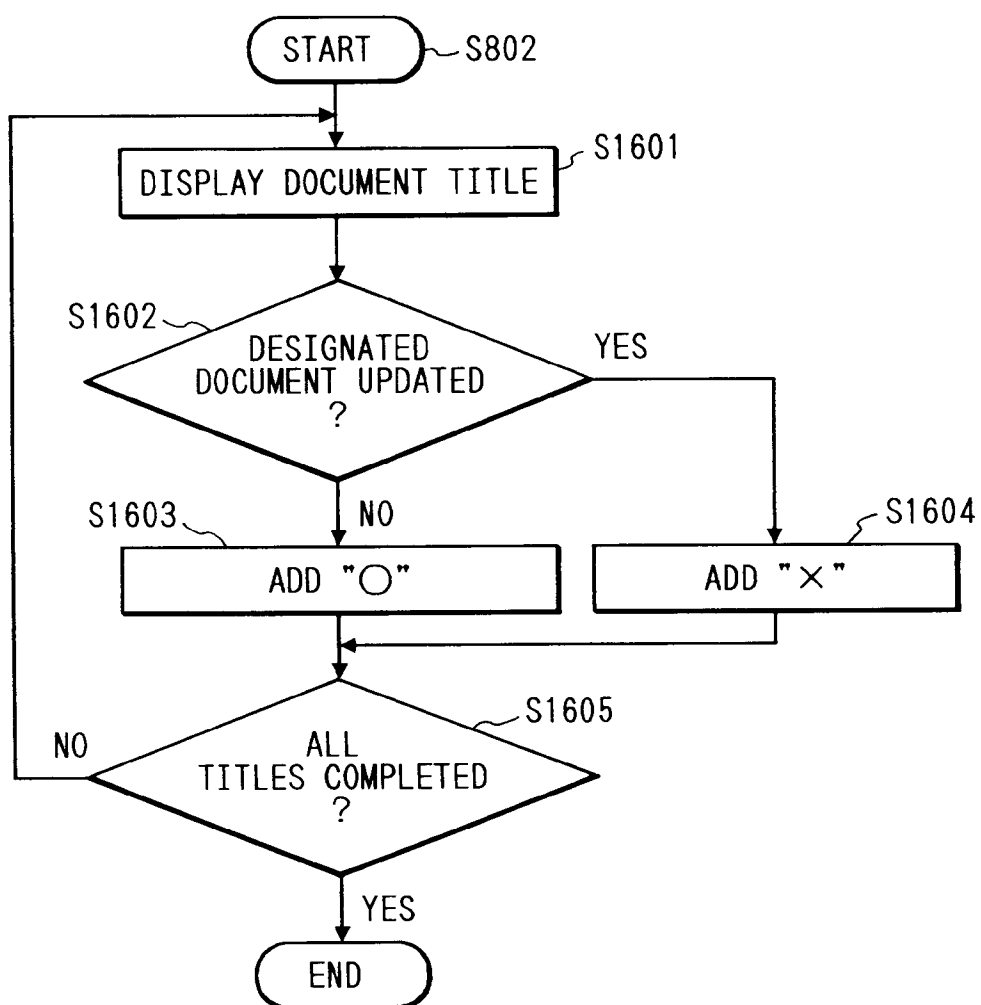 START
S802
S1601
DISPLAY DOCUMENT TITLE
S1602
DESIGNATED
DOCUMENT UPDATED
?
YES
NO
S1603
ADD "○"
S1604
ADD "×"
S1605
ALL
TITLES COMPLETED
?
NO
YES
END